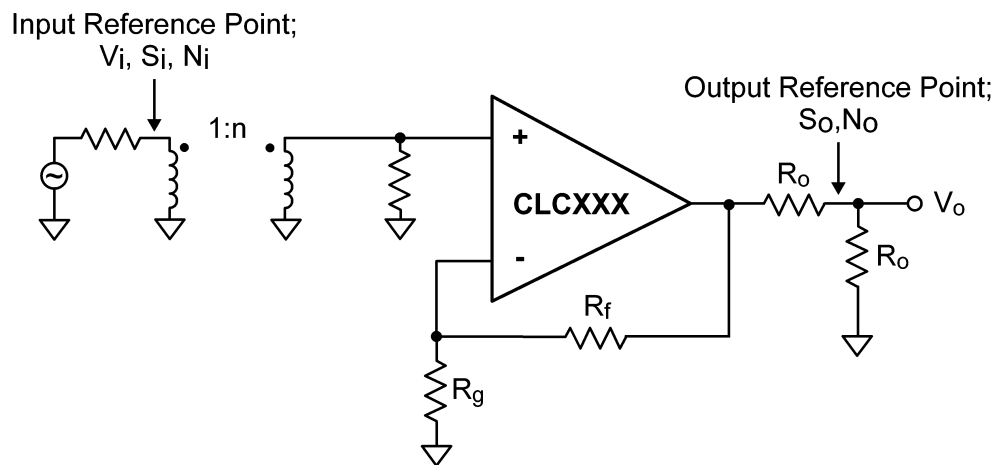 Input Reference Point;
Vi, Si, Ni
1:n
Output Reference Point;
So,No
+
CLCXXX
-
Ro
Vo
Ro
Rf
Rg